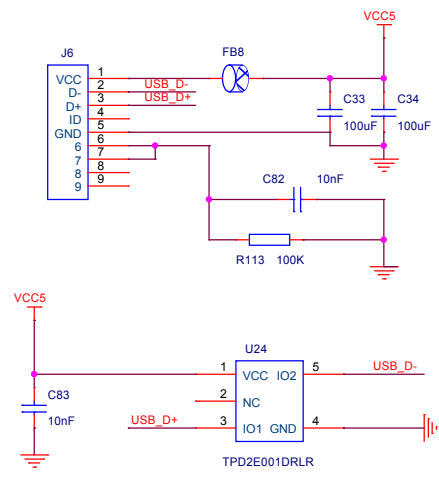 VCC5
J6
FB8
VCC 1
D- 2 USB_D-
D+ 3 USB_D+
ID 4
GND 5
6 6
7 7
8 8
9 9
C33 C34
100uF 100uF
C82 10nF
R113 100K
VCC5
U24
C83
10nF
1 VCC IO2 5 USB_D-
2 NC
USB_D+ 3 IO1 GND 4
TPD2E001DRLR